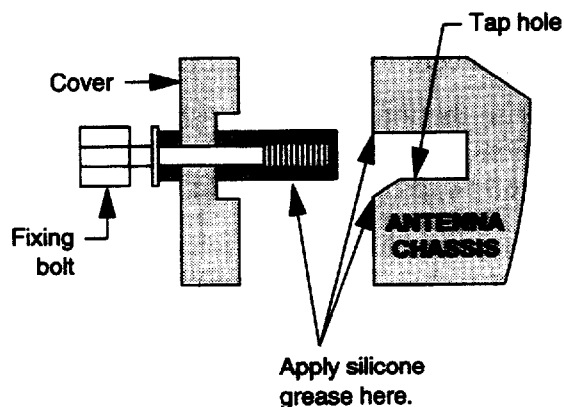 Tap hole
Cover
Fixing
bolt
ANTENNA
CHASSIS
Apply silicone
grease here.